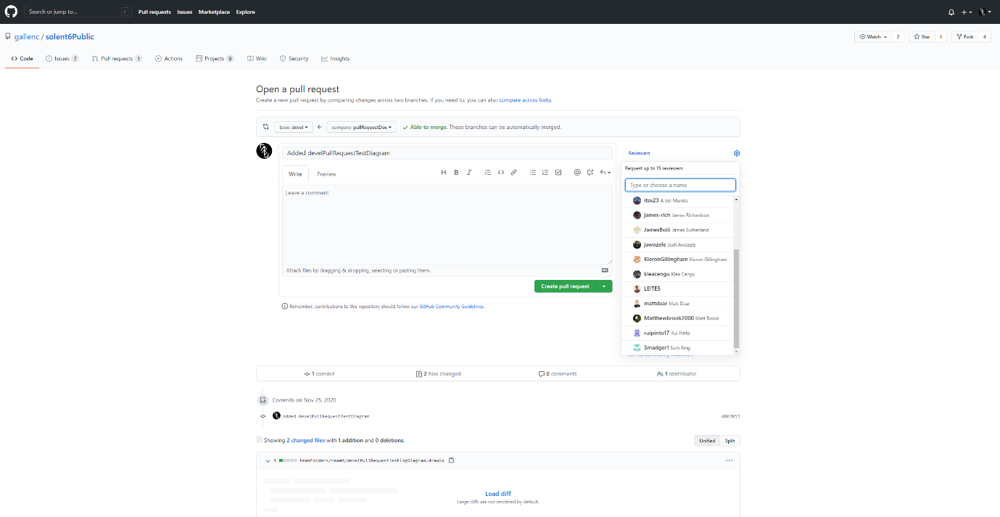 Search or jump to... /
Pull requests Issues Marketplace Explore
gallenc / solent6Public
Watch 2 Star 1 Fork 4
Code Issues 7 Pull requests 1 Actions Projects 8 Wiki Security Insights
Open a pull request
Create a new pull request by comparing changes across two branches. If you need to, you can also compare across forks.
base: devel compare: pullRequestDoc Able to merge. These branches can be automatically merged.
Added develPullRequestTestDiagram
Reviewers
Request up to 15 reviewers
Write Preview
Type or choose a name
Leave a comment
itsx23 A del Mundo
james-rich James Richardson
JamesBoiii James Sutherland
jawozele Josh Awozele
KieronGillingham Kieron Gillingham
Attach files by dragging & dropping, selecting or pasting them.
kleacengu Klea Cengu
Create pull request
LEITE5
mattdear Matt Dear
Remember, contributions to this repository should follow our GitHub Community Guidelines.
Matthewbrook2000 Matt Brook
ruipinto17 Rui Pinto
Smadger1 Sam King
1 commit 2 files changed 0 comments 1 contributor
Commits on Nov 25, 2020
Added develPullRequestTestDiagram d863b53
Showing 2 changed files with 1 addition and 0 deletions.
Unified Split
1 teamFolders/team4/develPullRequestTestingDiagram.drawio
Load diff
Large diffs are not rendered by default.